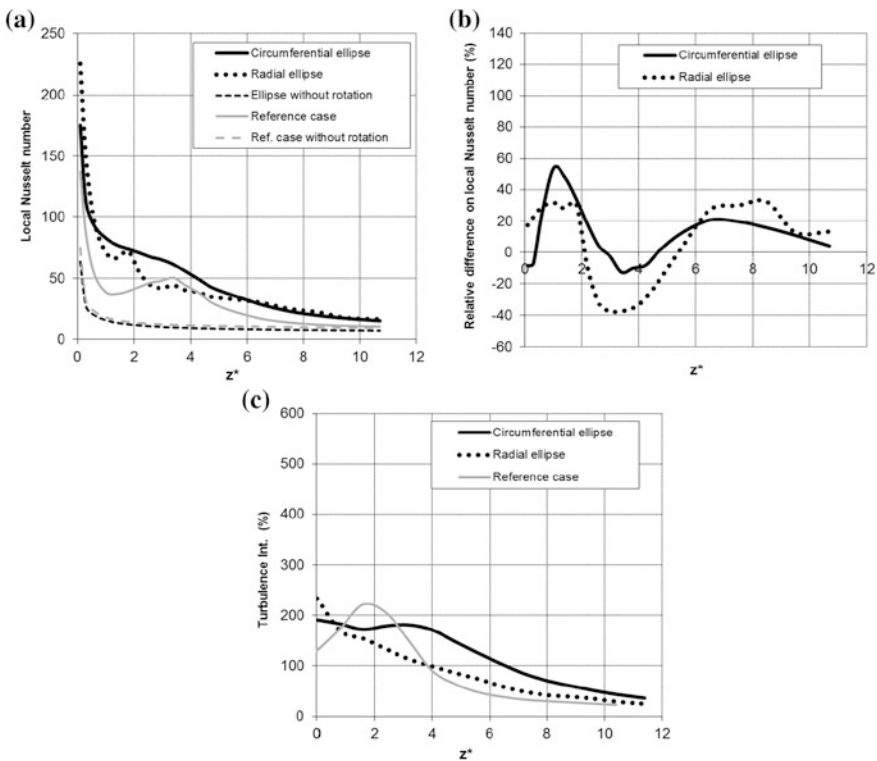 (a)
250
200
150
100
50
0
Local Nusselt number
Circumferential ellipse
Radial ellipse
Ellipse without rotation
Reference case
Ref. case without rotation
0 2 4 6 8 10 12
z*
(b)
140
120
100
80
60
40
20
0
-20
-40
-60
Relative difference on local Nusselt number (%)
Circumferential ellipse
Radial ellipse
0 2 4 6 8 10 12
z*
(c)
600
500
400
300
200
100
0
Turbulence Int. (%)
Circumferential ellipse
Radial ellipse
Reference case
0 2 4 6 8 10 12
z*